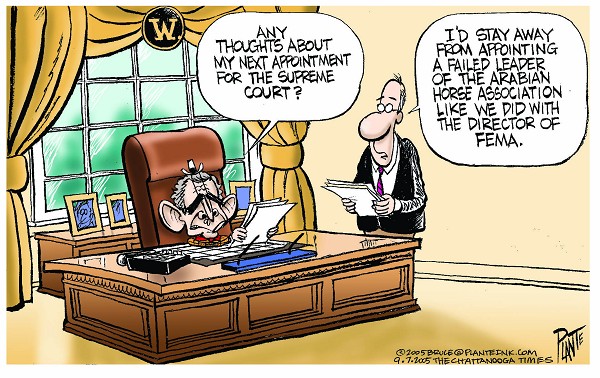 W
ANY
THOUGHTS ABOUT
MY NEXT APPOINTMENT
FOR THE SUPREME
COURT?
I'D STAY AWAY
FROM APPOINTING
A FAILED LEADER
OF THE ARABIAN
HORSE ASSOCIATION
LIKE WE DID WITH
THE DIRECTOR OF
FEMA.
PLANTE
©2005 BRUCE@PLANTEINK.COM
9.7.2005 THE CHATTANOOGA TIMES